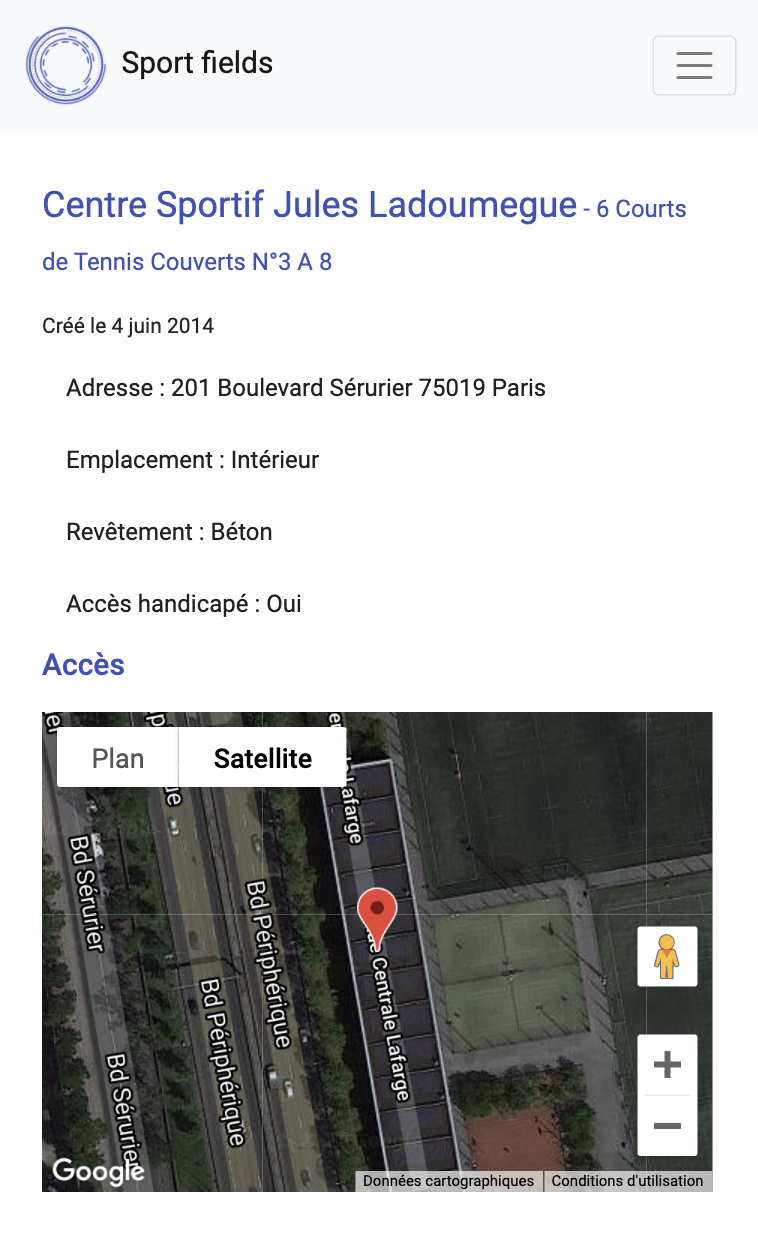 Sport fields
Centre Sportif Jules Ladoumegue - 6 Courts
de Tennis Couverts N°3 A 8
Créé le 4 juin 2014
Adresse : 201 Boulevard Sérurier 75019 Paris
Emplacement : Intérieur
Revêtement : Béton
Accès handicapé : Oui
Accès
Plan
Satellite
Lafarge
Bd Sérurier
Bd Périphérique
Centrale Lafarge
Bd Périphérique
Bd Sérurier
Google
Données cartographiques
Conditions d'utilisation